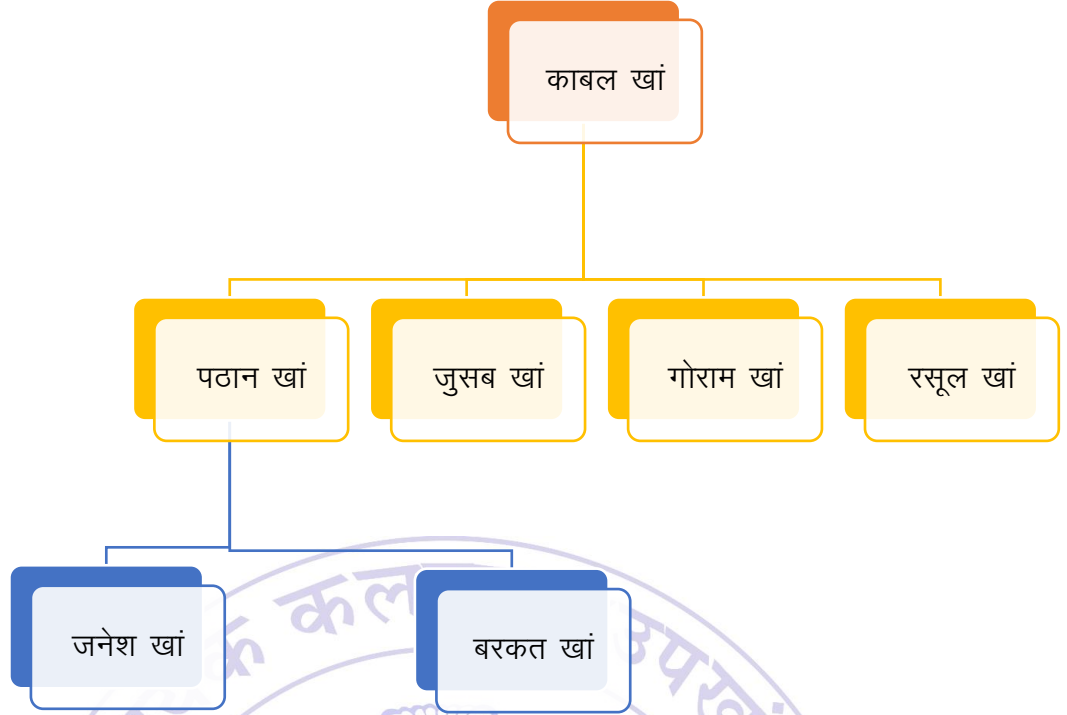 काबल खां
पठान खां
जुसब खां
गोराम खां
रसूल खां
जनेश खां
बरकत खां